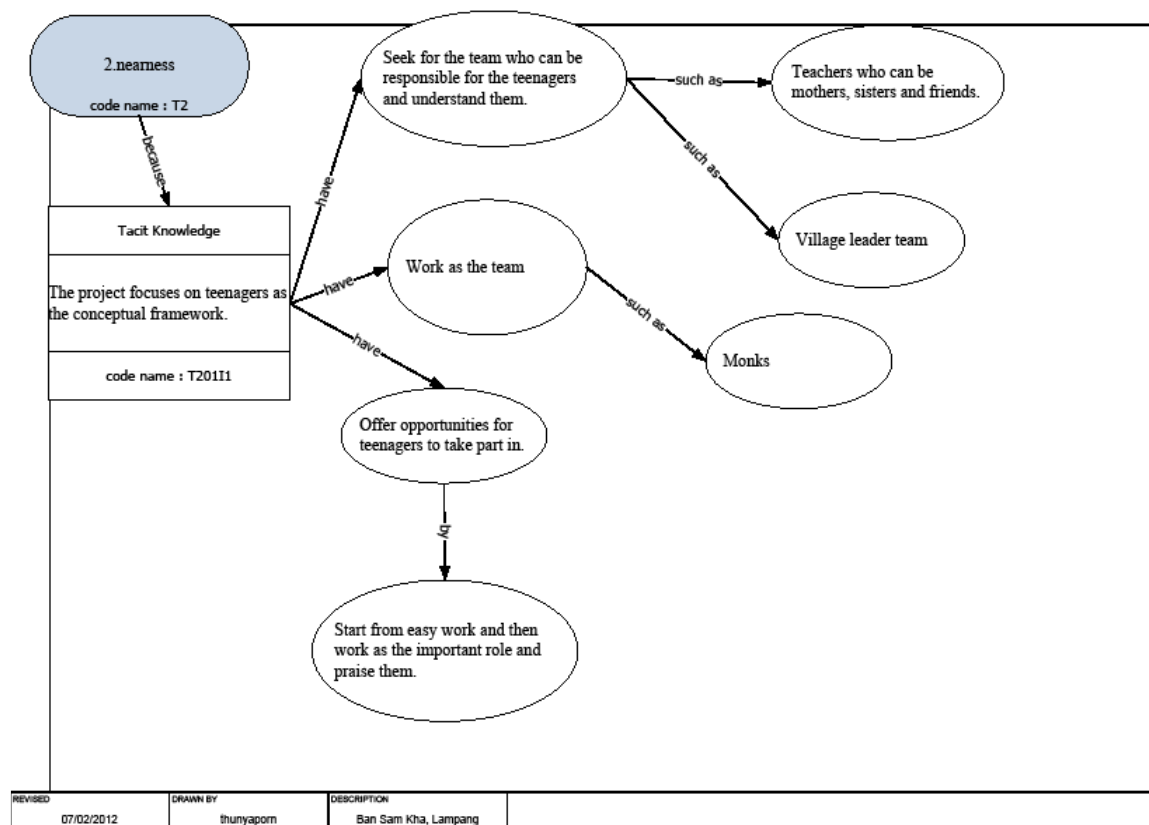 2.nearness
code name : T2
because
Tacit Knowledge
The project focuses on teenagers as
the conceptual framework.
code name : T201I1
have
Seek for the team who can be
responsible for the teenagers
and understand them.
such as
Teachers who can be
mothers, sisters and friends.
such as
Village leader team
have
Work as the team
such as
Monks
have
Offer opportunities for
teenagers to take part in.
by
Start from easy work and then
work as the important role and
praise them.
REVISED
07/02/2012
DRAWN BY
thunyaporn
DESCRIPTION
Ban Sam Kha, Lampang